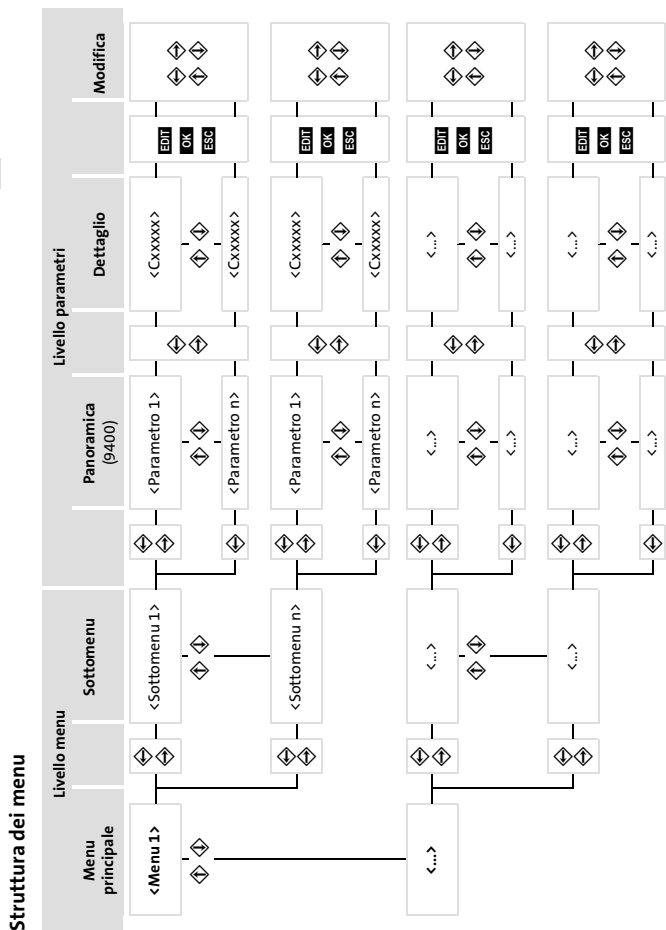 Struttura dei menu
Livello menu
Livello parametri
Menu
principale
Sottomenu
Panoramica
(9400)
Dettaglio
Modifica
<Menu 1>
<Sottomenu 1>
<Parametro 1>
<Cxxxxx>
EDIT
OK
ESC
<Parametro n>
<Cxxxxx>
<Sottomenu n>
<Parametro 1>
<Cxxxxx>
EDIT
OK
ESC
<Parametro n>
<Cxxxxx>
<...>
<...>
<...>
<...>
EDIT
OK
ESC
<...>
<...>
<...>
<...>
<...>
EDIT
OK
ESC
<...>
<...>